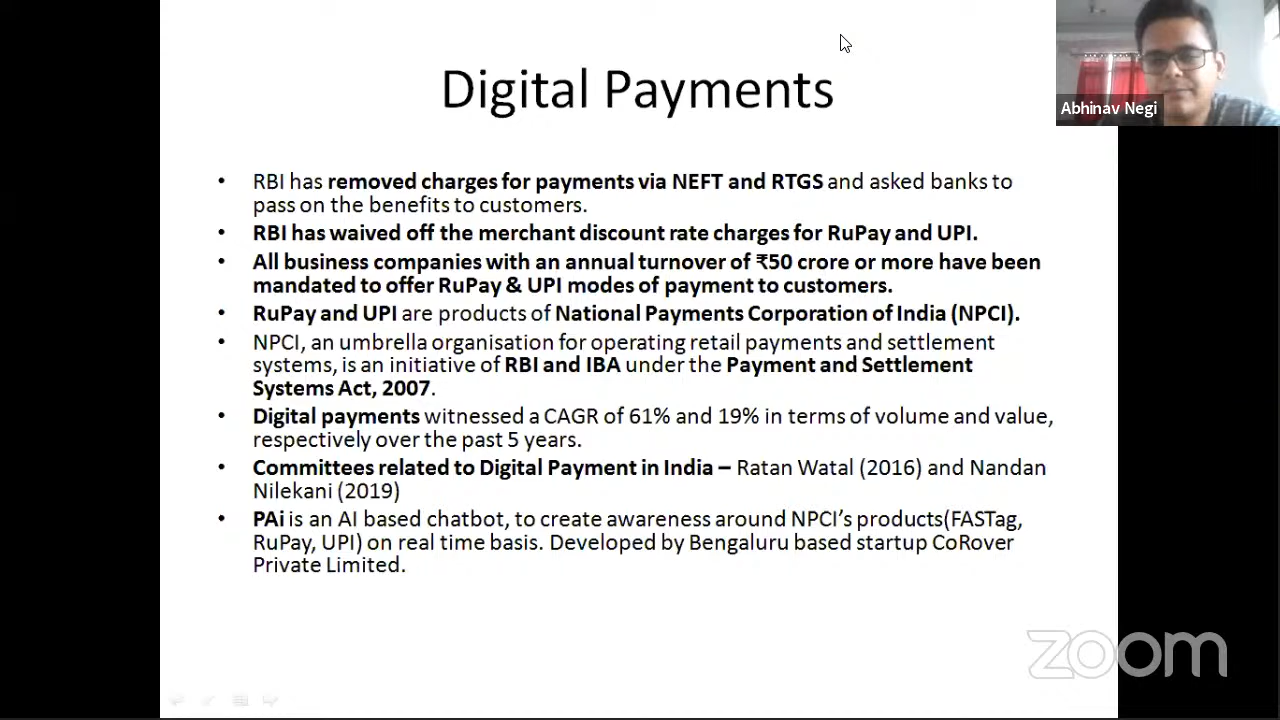 Digital Payments
Abhinav Negi
• RBI has removed charges for payments via NEFT and RTGS and asked banks to
pass on the benefits to customers.
• RBI has waived off the merchant discount rate charges for RuPay and UPI.
• All business companies with an annual turnover of ₹50 crore or more have been
mandated to offer RuPay & UPI modes of payment to customers.
• RuPay and UPI are products of National Payments Corporation of India (NPCI).
• NPCI, an umbrella organisation for operating retail payments and settlement
systems, is an initiative of RBI and IBA under the Payment and Settlement
Systems Act, 2007.
• Digital payments witnessed a CAGR of 61% and 19% in terms of volume and value,
respectively over the past 5 years.
• Committees related to Digital Payment in India – Ratan Watal (2016) and Nandan
Nilekani (2019)
• PAi is an AI based chatbot, to create awareness around NPCI’s products(FASTag,
RuPay, UPI) on real time basis. Developed by Bengaluru based startup CoRover
Private Limited.
zoom